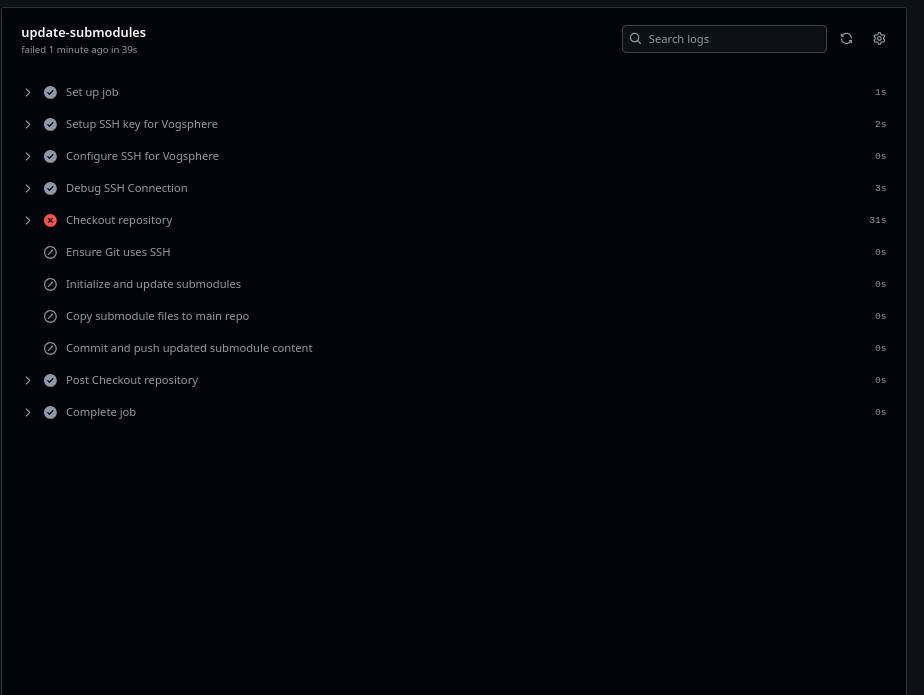 update-submodules
failed 1 minute ago in 39s
Search logs
Set up job 1s
Setup SSH key for Vogsphere 2s
Configure SSH for Vogsphere 0s
Debug SSH Connection 3s
Checkout repository 31s
Ensure Git uses SSH 0s
Initialize and update submodules 0s
Copy submodule files to main repo 0s
Commit and push updated submodule content 0s
Post Checkout repository 0s
Complete job 0s